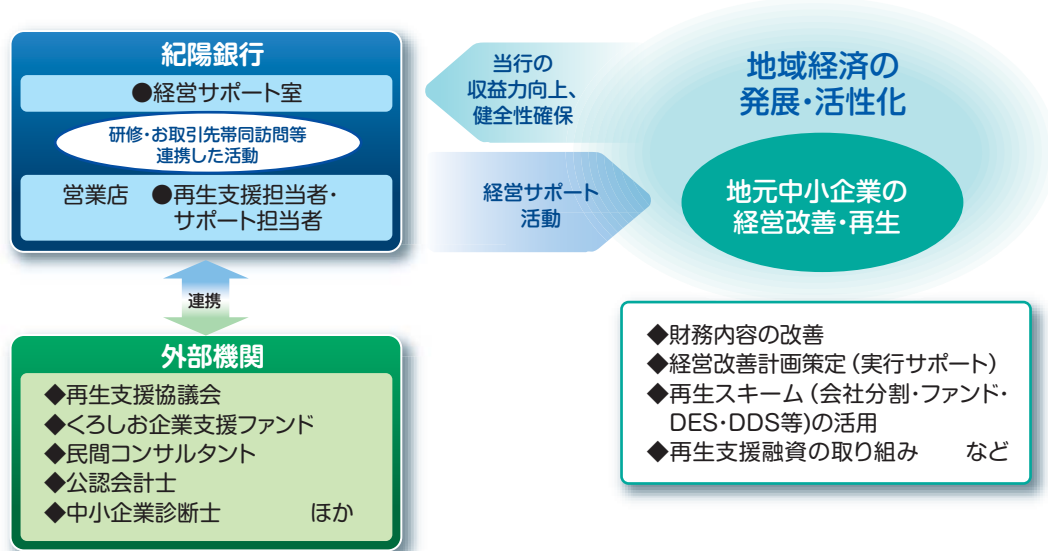 紀陽銀行
●経営サポート室
研修・お取引先帯同訪問等
連携した活動
営業店 ●再生支援担当者・
サポート担当者
当行の
収益力向上、
健全性確保
経営サポート
活動
地域経済の
発展・活性化
地元中小企業の
経営改善・再生
連携
外部機関
◆再生支援協議会
◆くろしお企業支援ファンド
◆民間コンサルタント
◆公認会計士
◆中小企業診断士 ほか
◆財務内容の改善
◆経営改善計画策定(実行サポート)
◆再生スキーム(会社分割・ファンド・
DES・DDS等)の活用
◆再生支援融資の取り組み など